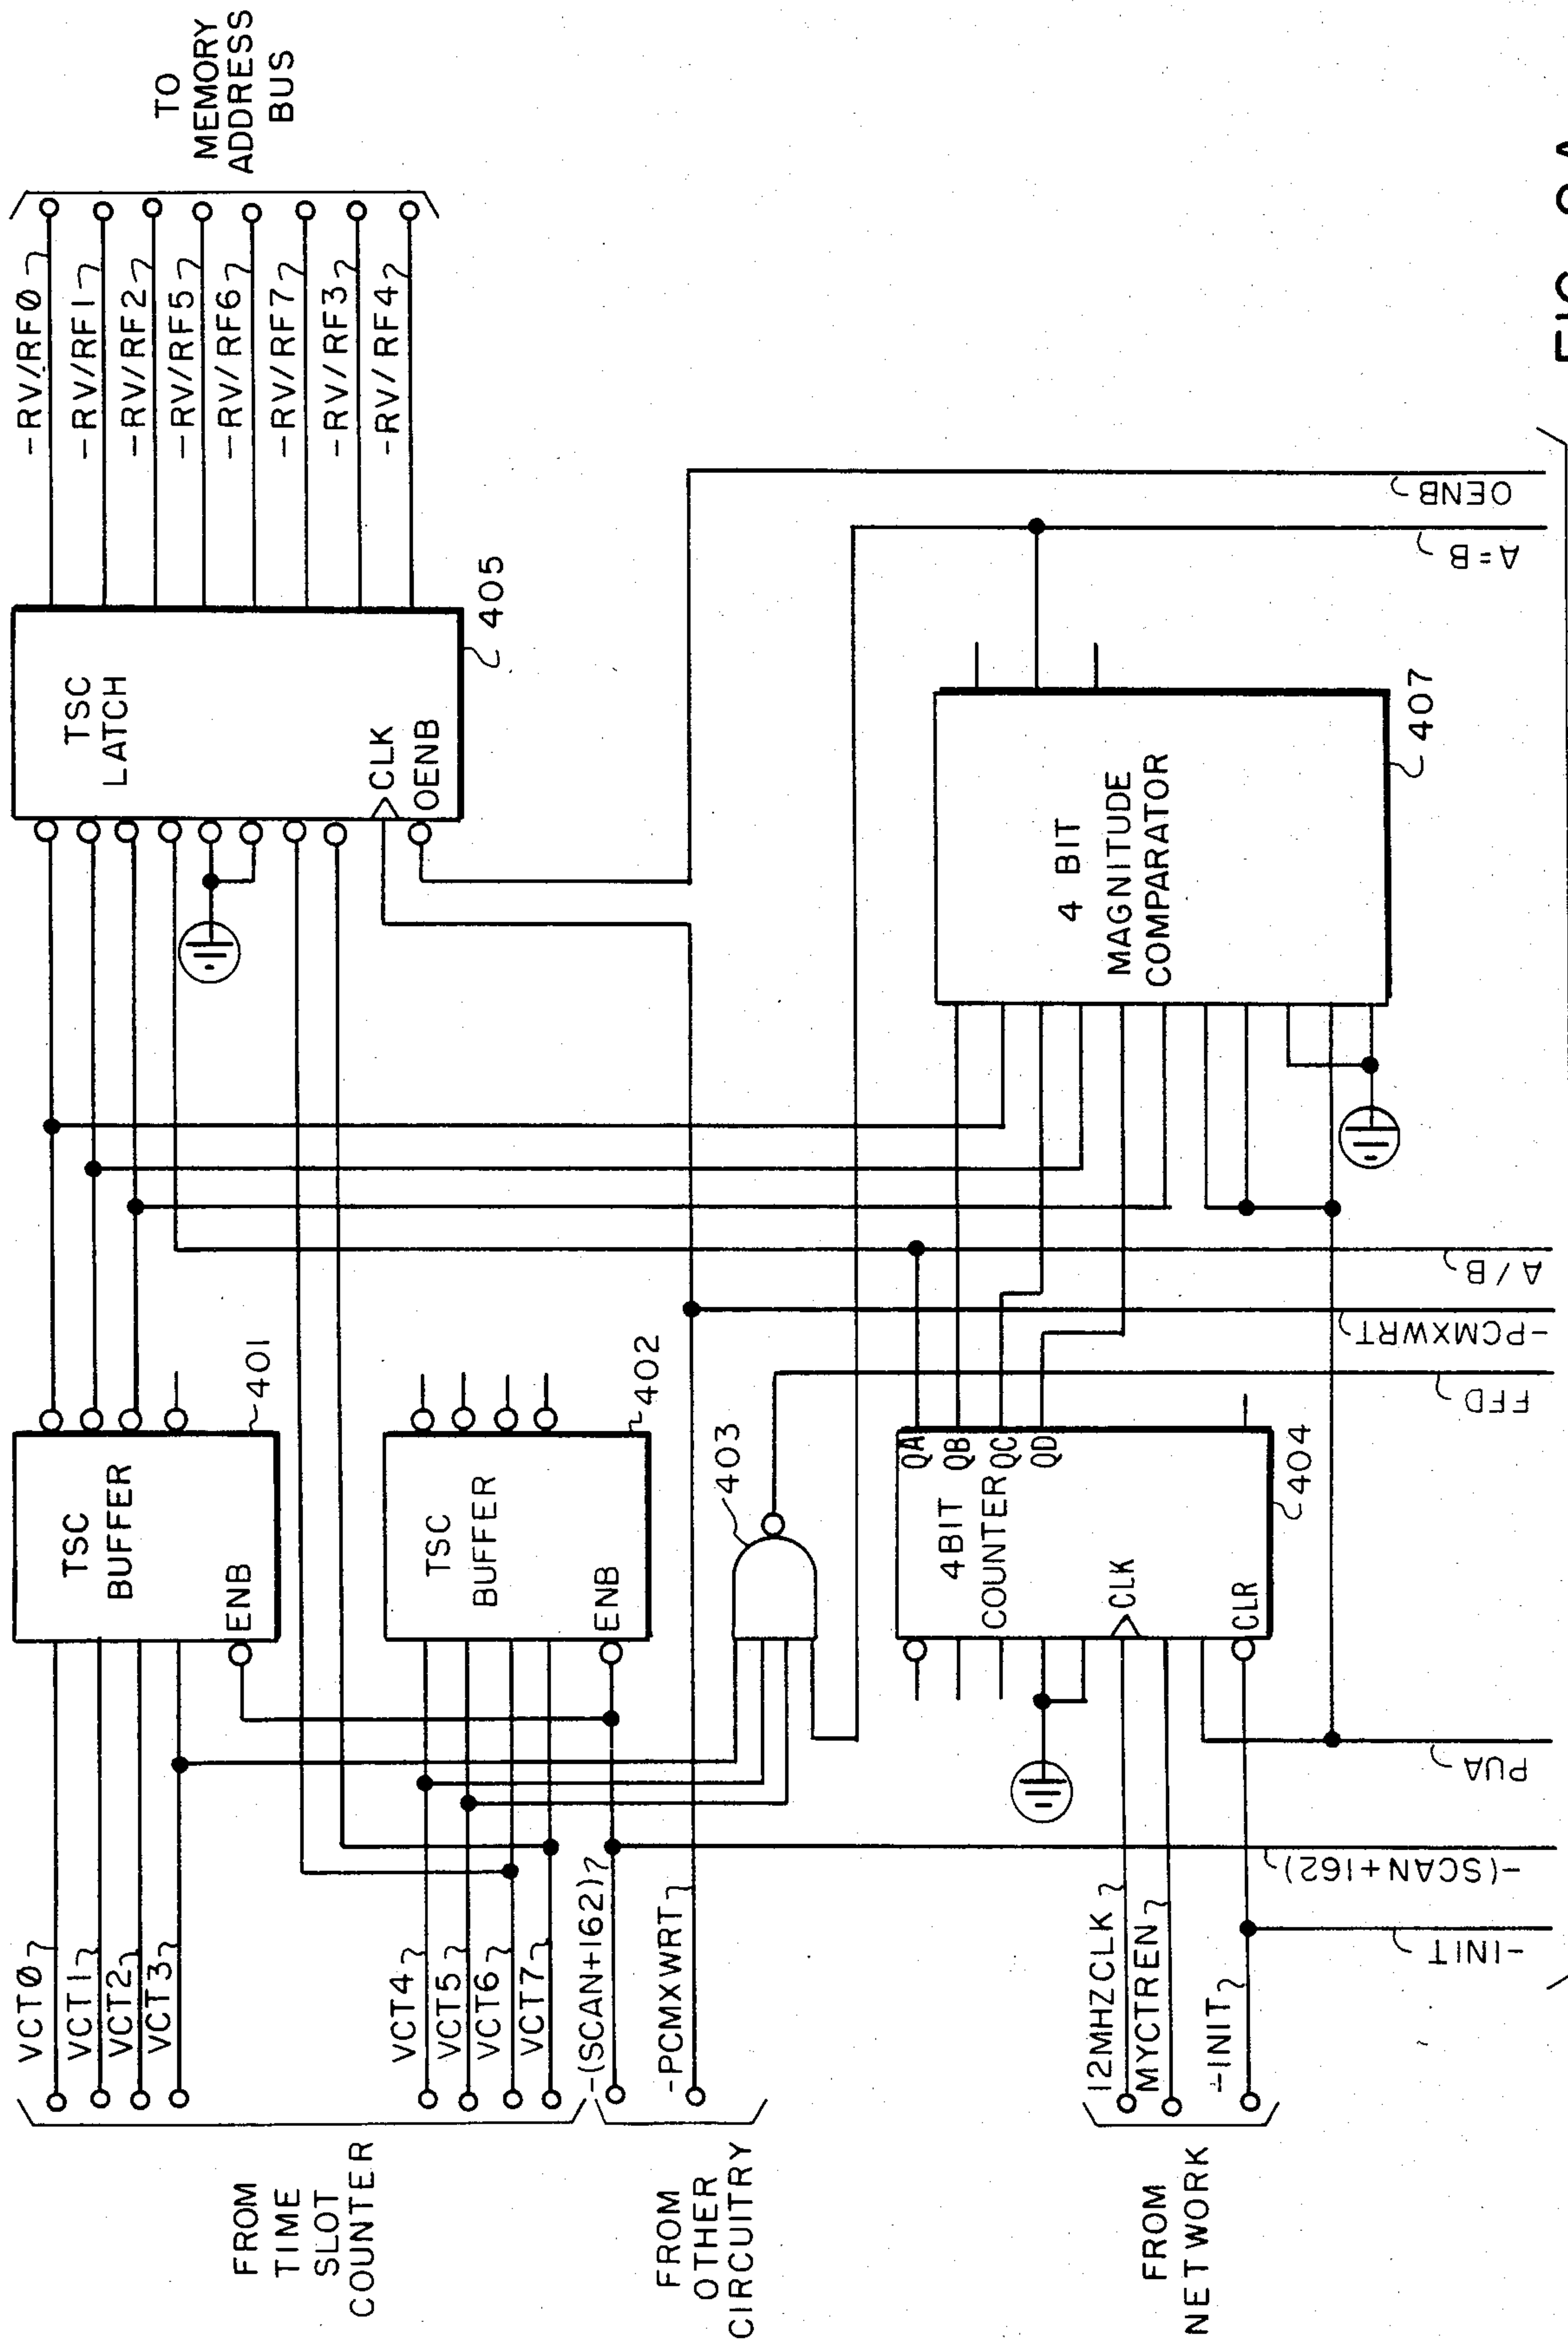 TO
MEMORY
ADDRESS
BUS
-RV/RF0
-RV/RF1
-RV/RF2
-RV/RF5
-RV/RF6
-RV/RF7
-RV/RF3
-RV/RF4
TSC
LATCH
CLK
OENB
405
TSC
BUFFER
ENB
401
TSC
BUFFER
ENB
402
403
4 BIT
MAGNITUDE
COMPARATOR
407
4BIT
COUNTER
QA
QB
QC
QD
CLK
CLR
404
VCT0
VCT1
VCT2
VCT3
VCT4
VCT5
VCT6
VCT7
-(SCAN+162)
-PCMXWRT
12MHZCLK
MYCTREN
-INIT
FROM
TIME
SLOT
COUNTER
FROM
OTHER
CIRCUITRY
FROM
NETWORK
OENB
A=B
A/B
-PCMXWRT
FFD
PUA
-(SCAN+162)
-INIT